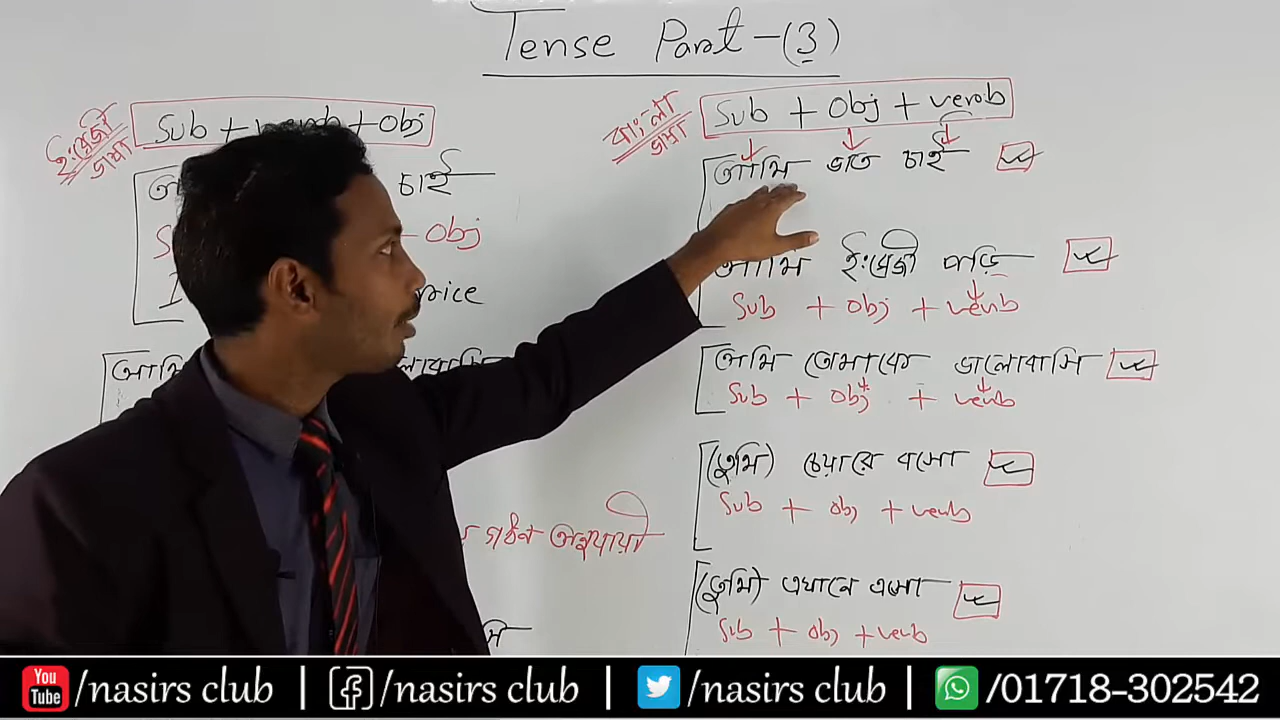 Tense Part-(3)
ইংরেজী ভাষা
Sub + verb + Obj
চাই
Obj
I rice
আমি
গঠন অনুযায়ী
বাংলা ভাষা
Sub + Obj + verb
আমি ভাত চাই
আমি ইংরেজী পড়ি
Sub + Obj + verb
আমি তোমাকে ভালোবাসি
Sub + Obj + verb
(তুমি) চেয়ারে বসো
Sub + Obj + verb
(তুমি) এখানে এসো
Sub + Obj + verb
You Tube /nasirs club | /nasirs club | /nasirs club | /01718-302542